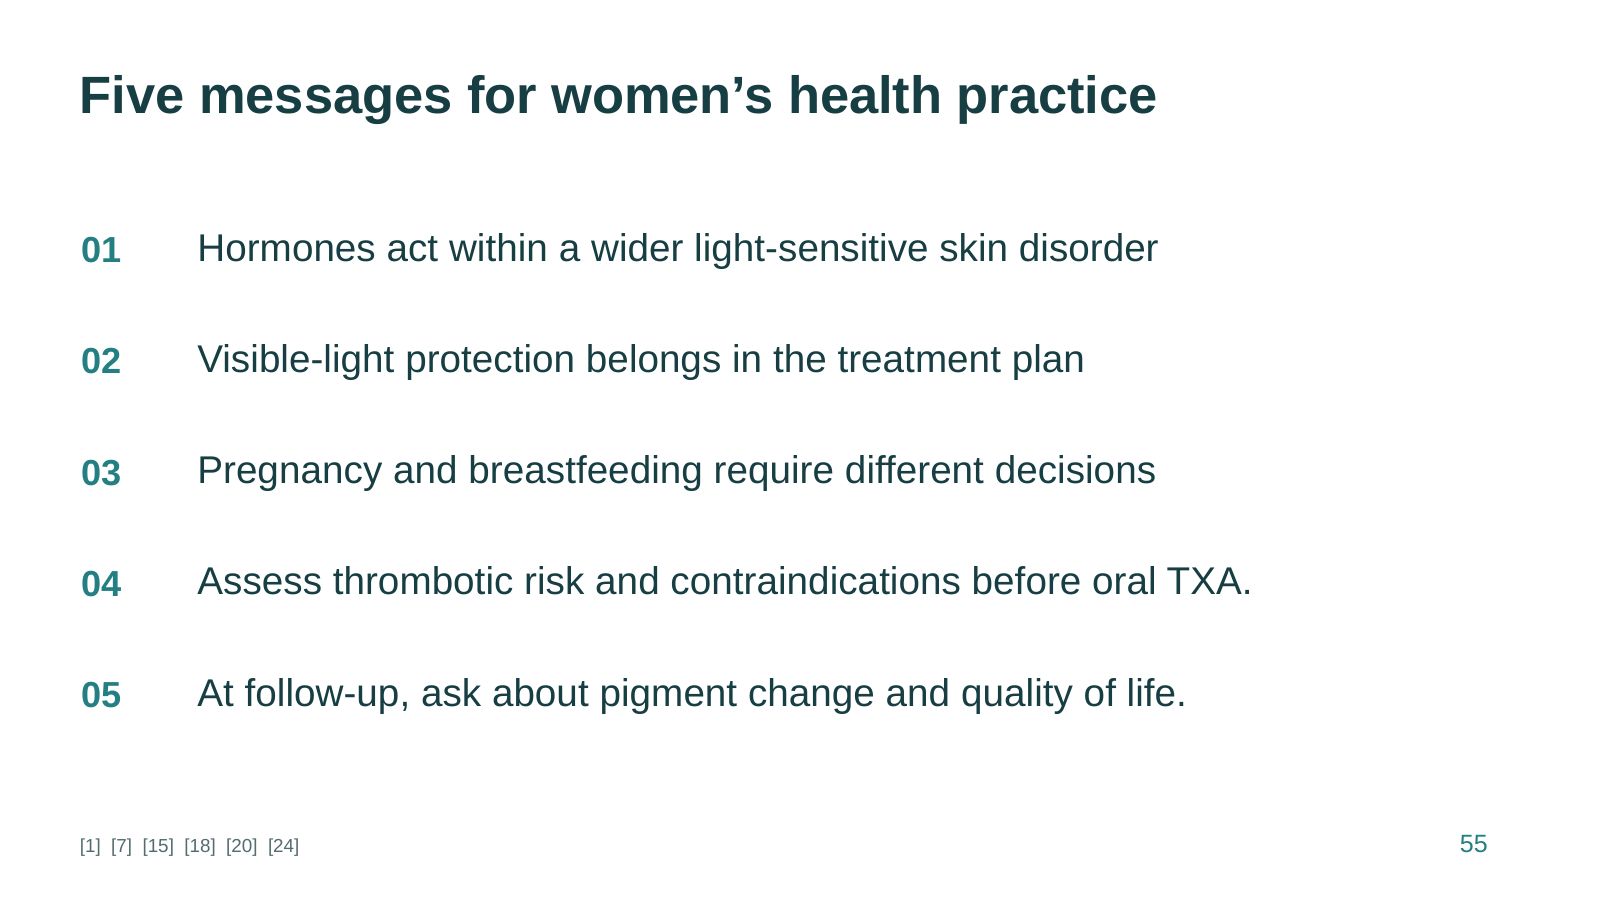 Five messages for women’s health practice
01 Hormones act within a wider light-sensitive skin disorder
02 Visible-light protection belongs in the treatment plan
03 Pregnancy and breastfeeding require different decisions
04 Assess thrombotic risk and contraindications before oral TXA.
05 At follow-up, ask about pigment change and quality of life.
[1] [7] [15] [18] [20] [24] 55